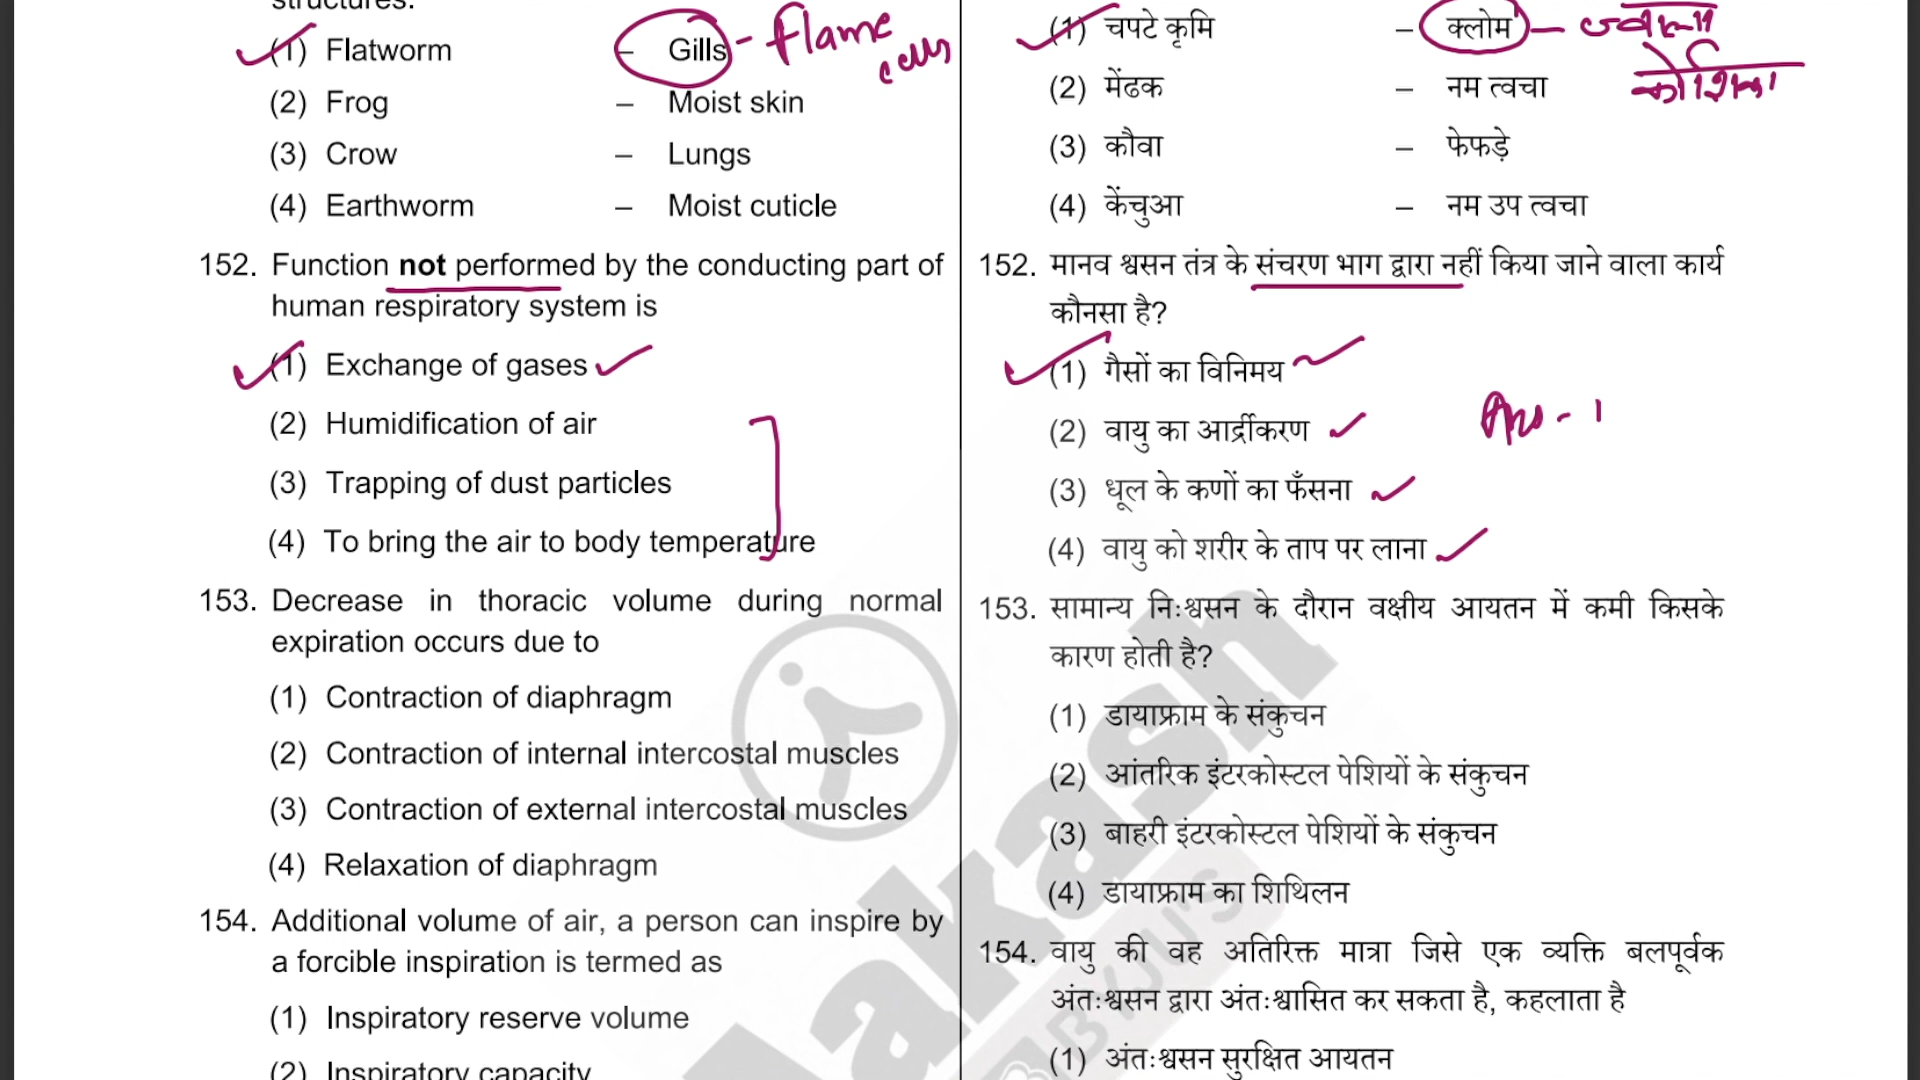 structures.
(1) Flatworm – Gills - flame cells
(2) Frog – Moist skin
(3) Crow – Lungs
(4) Earthworm – Moist cuticle
152. Function not performed by the conducting part of
human respiratory system is
(1) Exchange of gases
(2) Humidification of air
(3) Trapping of dust particles
(4) To bring the air to body temperature
153. Decrease in thoracic volume during normal
expiration occurs due to
(1) Contraction of diaphragm
(2) Contraction of internal intercostal muscles
(3) Contraction of external intercostal muscles
(4) Relaxation of diaphragm
154. Additional volume of air, a person can inspire by
a forcible inspiration is termed as
(1) Inspiratory reserve volume
(2) Inspiratory capacity
(1) चपटे कृमि – क्लोम – ज्वाला
कोशिका
(2) मेंढक – नम त्वचा
(3) कौवा – फेफड़े
(4) केंचुआ – नम उप त्वचा
152. मानव श्वसन तंत्र के संचरण भाग द्वारा नहीं किया जाने वाला कार्य
कौनसा है?
(1) गैसों का विनिमय
(2) वायु का आर्द्रीकरण
Ans - 1
(3) धूल के कणों का फँसना
(4) वायु को शरीर के ताप पर लाना
153. सामान्य निःश्वसन के दौरान वक्षीय आयतन में कमी किसके
कारण होती है?
(1) डायाफ्राम के संकुचन
(2) आंतरिक इंटरकोस्टल पेशियों के संकुचन
(3) बाहरी इंटरकोस्टल पेशियों के संकुचन
(4) डायाफ्राम का शिथिलन
154. वायु की वह अतिरिक्त मात्रा जिसे एक व्यक्ति बलपूर्वक
अंतःश्वसन द्वारा अंतःश्वासित कर सकता है, कहलाता है
(1) अंतःश्वसन सुरक्षित आयतन
Aakash
BYJU'S